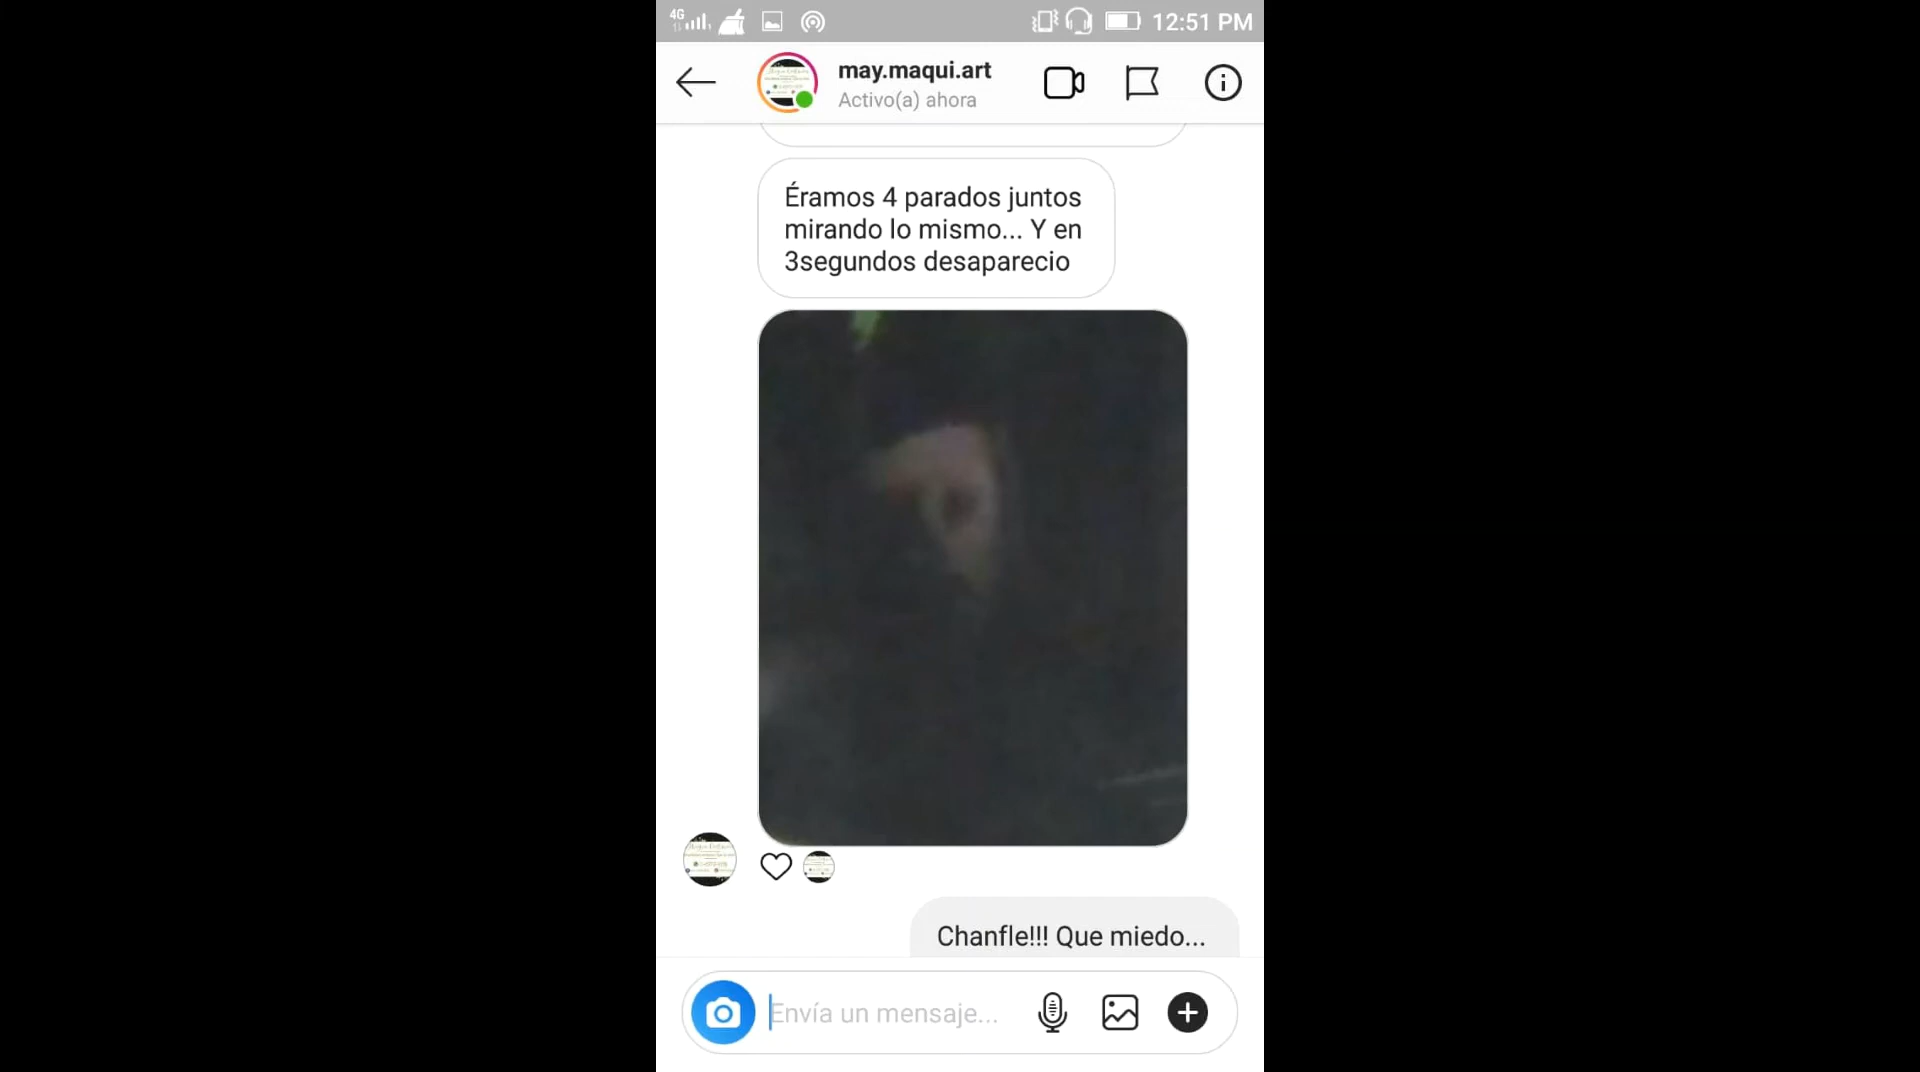 4G
12:51 PM
may.maqui.art
Activo(a) ahora
Éramos 4 parados juntos
mirando lo mismo... Y en
3segundos desaparecio
Chanfle!!! Que miedo...
Envía un mensaje...